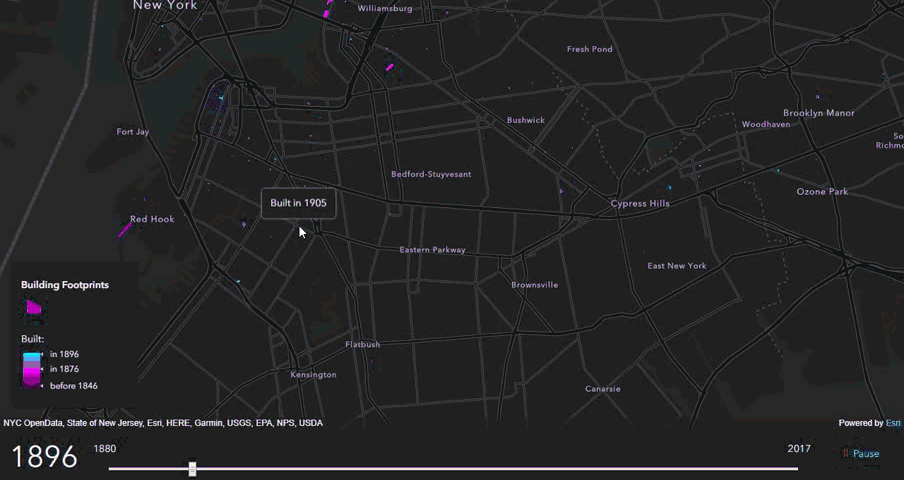 New York
Williamsburg
Fresh Pond
Brooklyn Manor
Bushwick
Woodhaven
Fort Jay
So
Richmo
Bedford-Stuyvesant
Ozone Park
Built in 1905
Cypress Hills
Red Hook
Eastern Parkway
East New York
Building Footprints
Brownsville
Built:
Flatbush
in 1896
in 1876
Kensington
before 1846
Canarsie
NYC OpenData, State of New Jersey, Esri, HERE, Garmin, USGS, EPA, NPS, USDA
Powered by Esri
1896
1880
2017
Pause